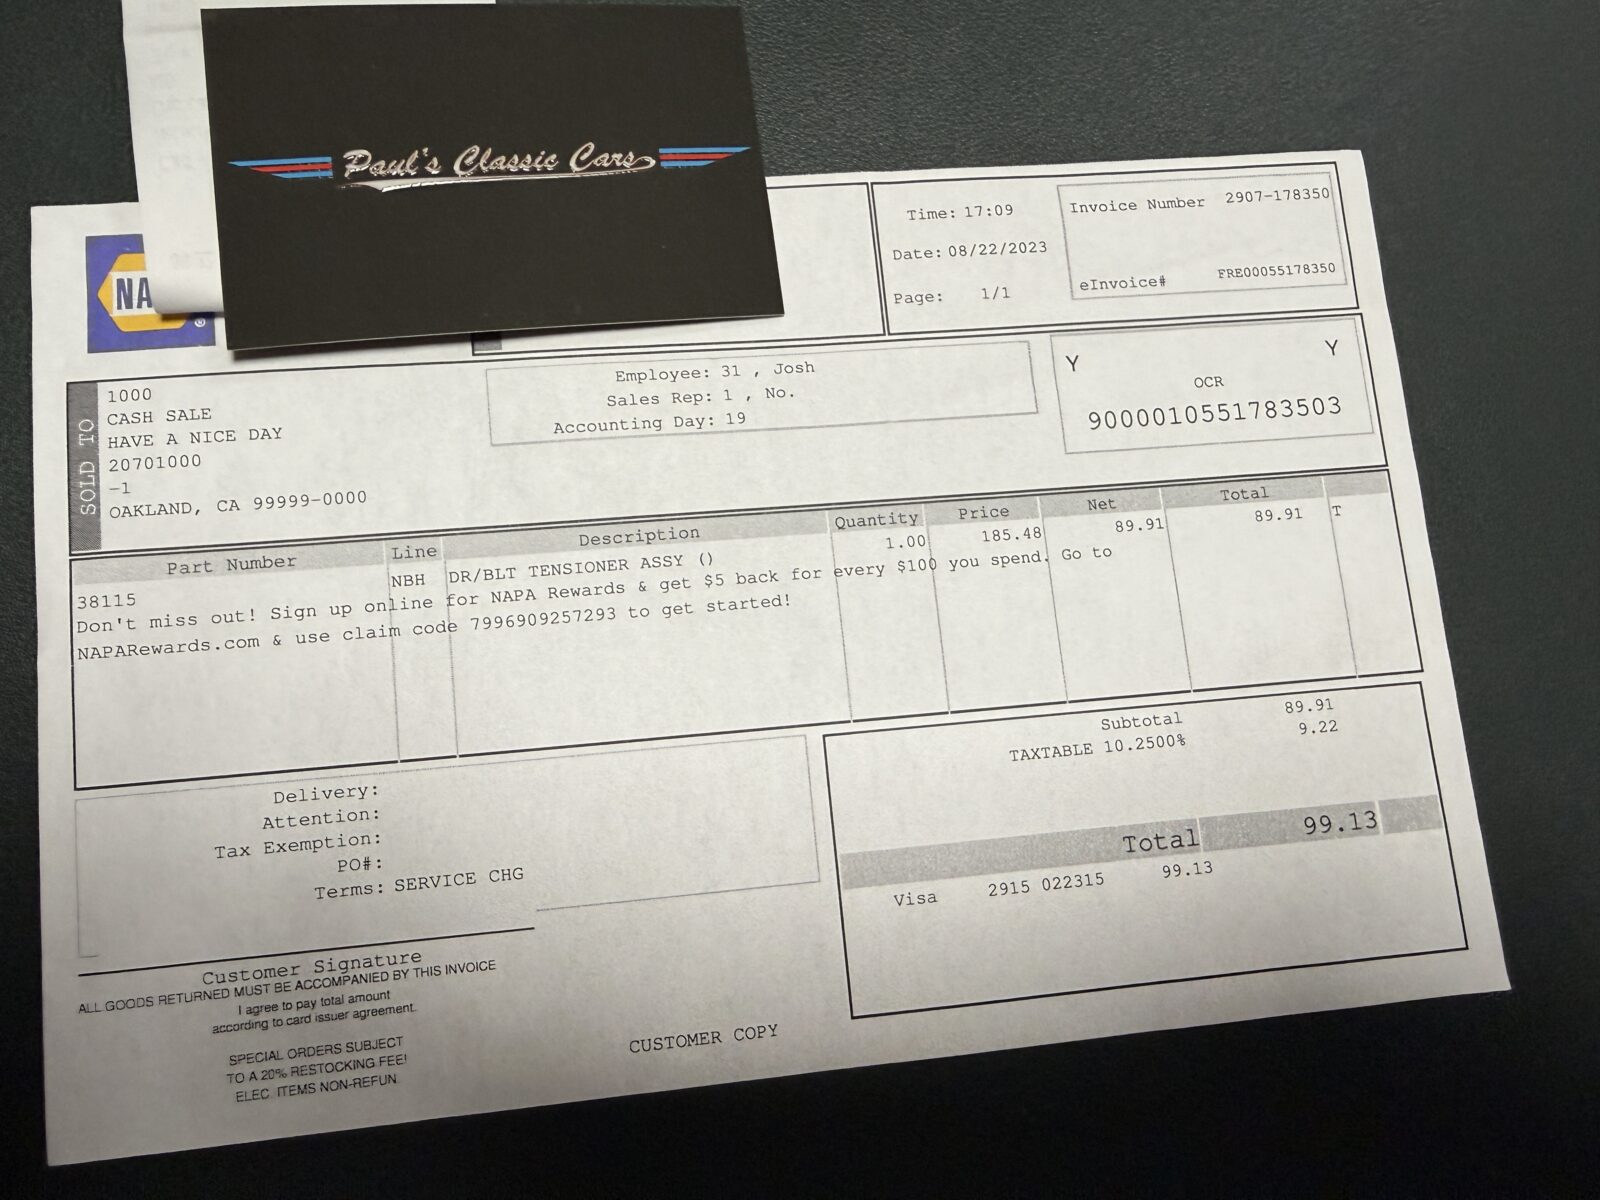 Paul's Classic Cars
NA
®
Time: 17:09
Date: 08/22/2023
Page: 1/1
Invoice Number 2907-178350
eInvoice# FRE00055178350
SOLD TO
1000
CASH SALE
HAVE A NICE DAY
20701000
-1
OAKLAND, CA 99999-0000
Employee: 31 , Josh
Sales Rep: 1 , No.
Accounting Day: 19
Y Y
OCR
9000010551783503
Part Number Line Description Quantity Price Net Total
38115 NBH DR/BLT TENSIONER ASSY () 1.00 185.48 89.91 89.91 T
Don't miss out! Sign up online for NAPA Rewards & get $5 back for every $100 you spend. Go to
NAPARewards.com & use claim code 7996909257293 to get started!
Subtotal 89.91
TAXTABLE 10.2500% 9.22
Total 99.13
Visa 2915 022315 99.13
Delivery:
Attention:
Tax Exemption:
PO#:
Terms: SERVICE CHG
Customer Signature
ALL GOODS RETURNED MUST BE ACCOMPANIED BY THIS INVOICE
I agree to pay total amount
according to card issuer agreement.
SPECIAL ORDERS SUBJECT
TO A 20% RESTOCKING FEE!
ELEC ITEMS NON-REFUN
CUSTOMER COPY